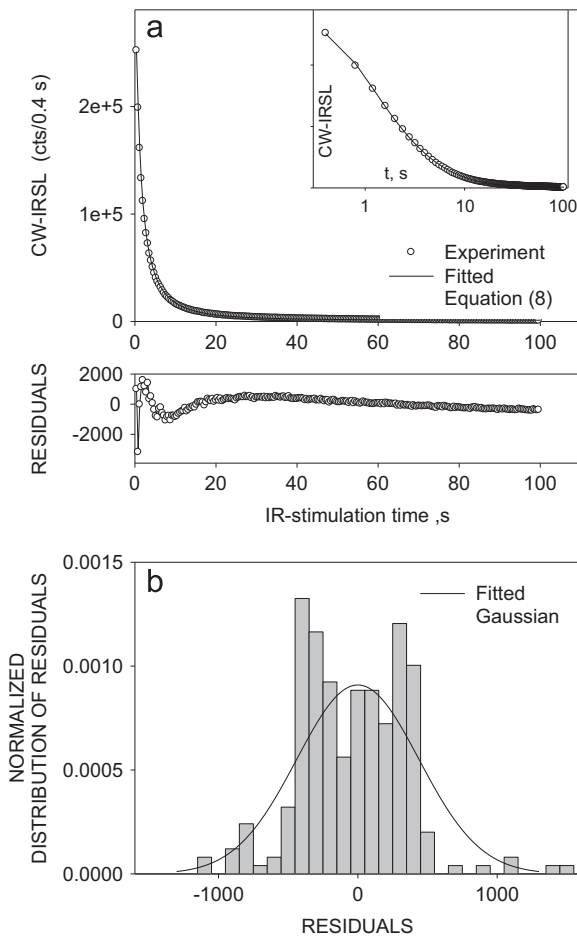 a
CW-IRSL (cts/0.4 s)
2e+5
1e+5
0
0 20 40 60 80 100
CW-IRSL
t, s
1 10 100
Experiment
Fitted
Equation (8)
RESIDUALS
2000
0
-2000
0 20 40 60 80 100
IR-stimulation time ,s
b
NORMALIZED
DISTRIBUTION OF RESIDUALS
0.0015
0.0010
0.0005
0.0000
Fitted
Gaussian
-1000 0 1000
RESIDUALS